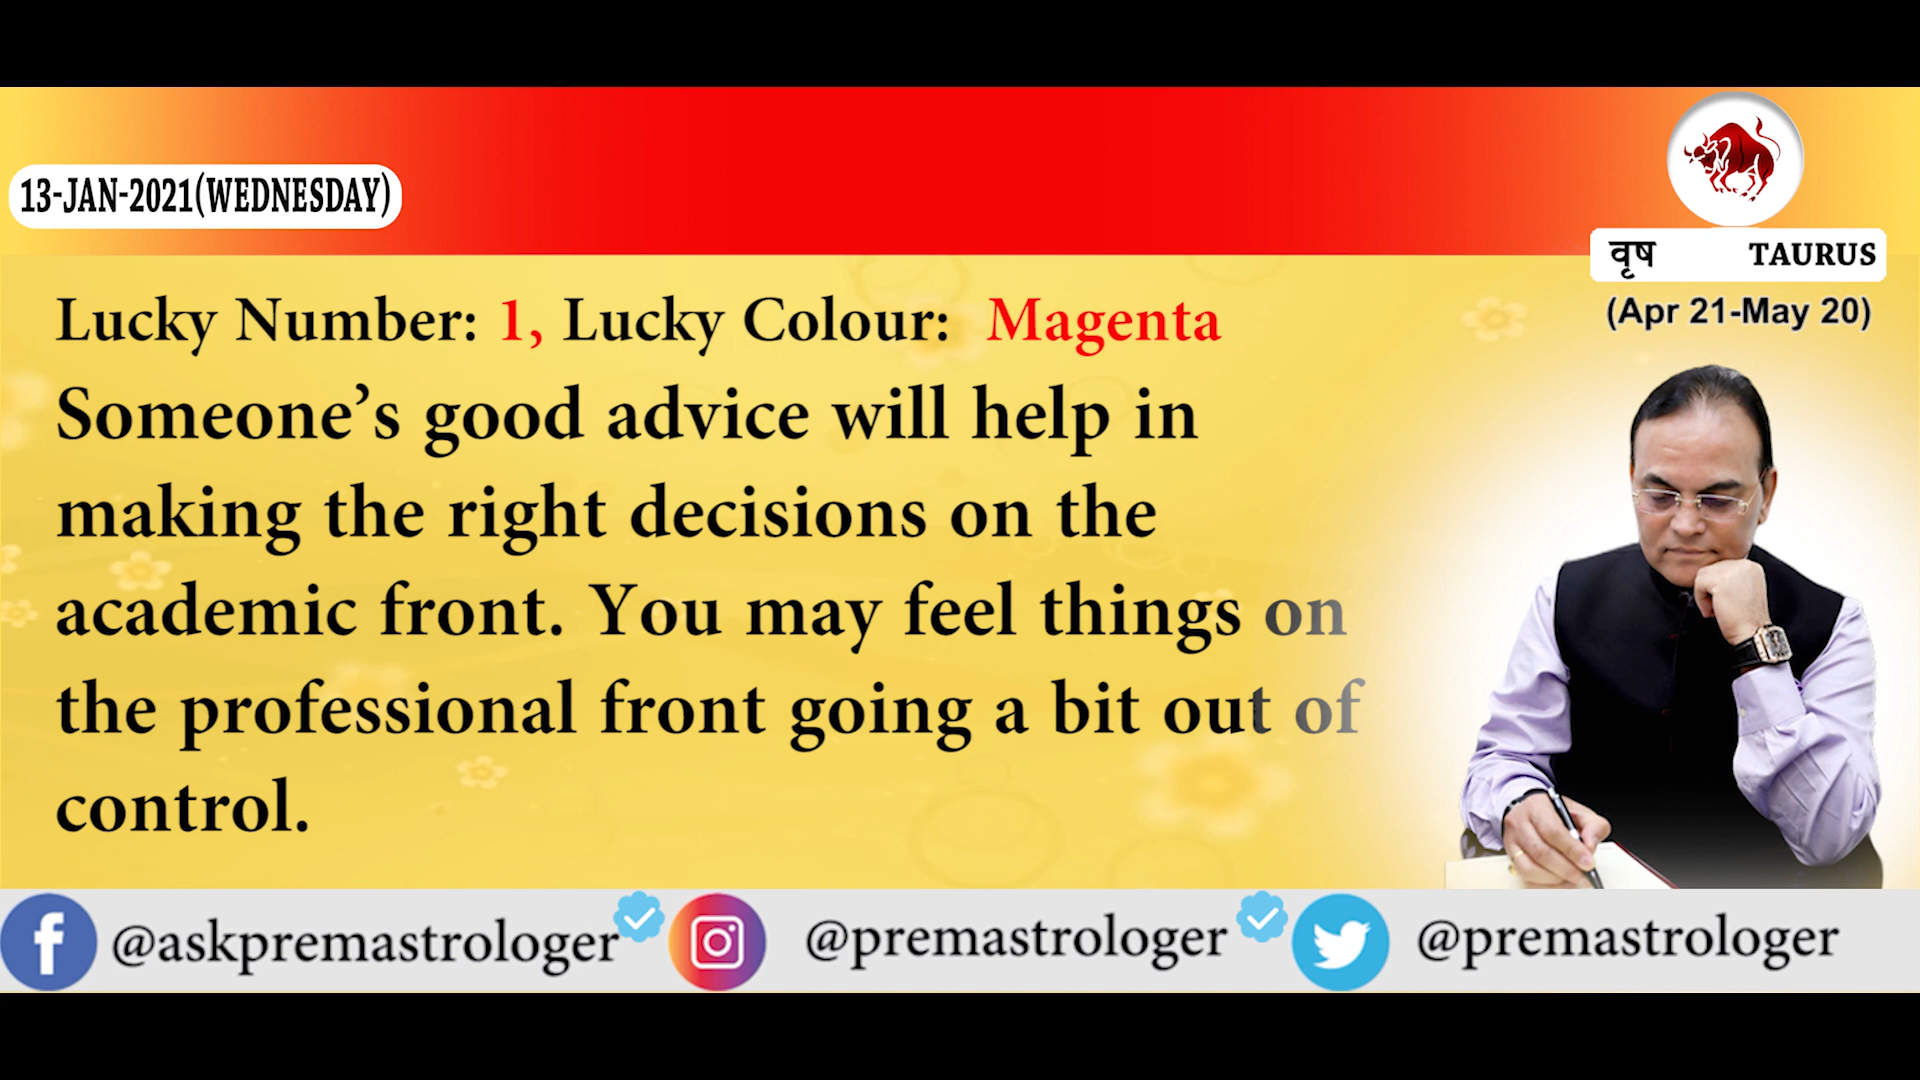 13-JAN-2021(WEDNESDAY)
वृष TAURUS
(Apr 21-May 20)
Lucky Number: 1, Lucky Colour: Magenta
Someone’s good advice will help in
making the right decisions on the
academic front. You may feel things on
the professional front going a bit out of
control.
@askpremastrologer @premastrologer @premastrologer